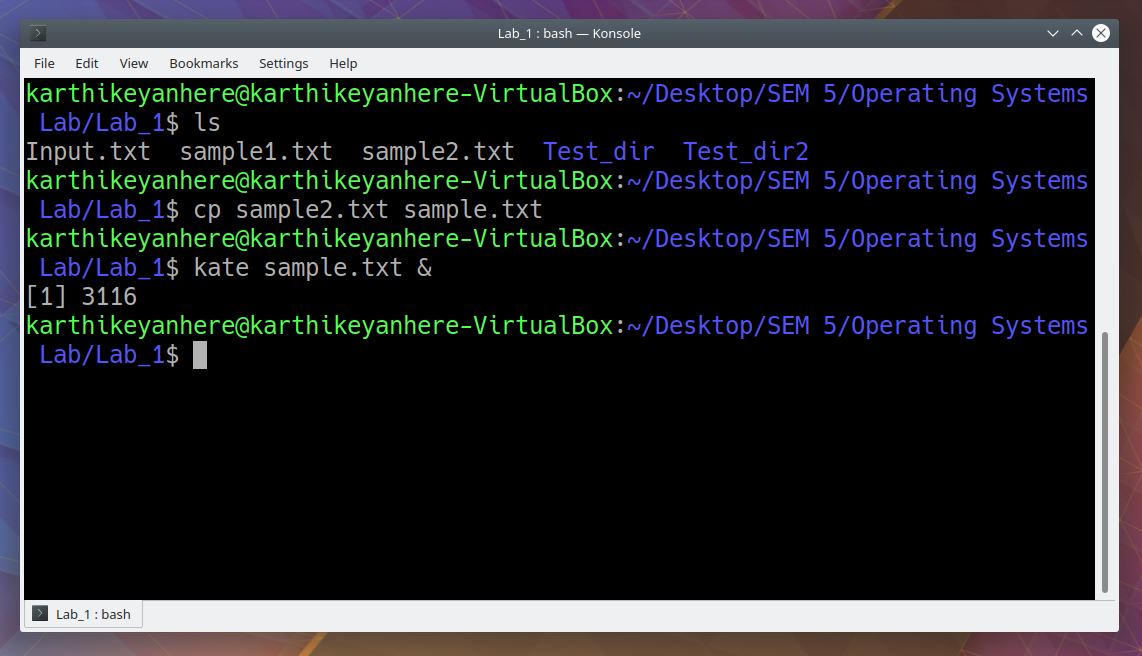 Lab_1 : bash — Konsole
File Edit View Bookmarks Settings Help
karthikeyanhere@karthikeyanhere-VirtualBox:~/Desktop/SEM 5/Operating Systems
Lab/Lab_1$ ls
Input.txt  sample1.txt  sample2.txt  Test_dir  Test_dir2
karthikeyanhere@karthikeyanhere-VirtualBox:~/Desktop/SEM 5/Operating Systems
Lab/Lab_1$ cp sample2.txt sample.txt
karthikeyanhere@karthikeyanhere-VirtualBox:~/Desktop/SEM 5/Operating Systems
Lab/Lab_1$ kate sample.txt &
[1] 3116
karthikeyanhere@karthikeyanhere-VirtualBox:~/Desktop/SEM 5/Operating Systems
Lab/Lab_1$
Lab_1 : bash